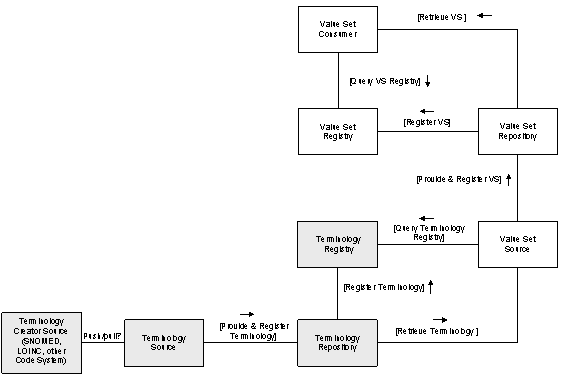 Value Set
Consumer
[Retrieve VS ]
[Query VS Registry]
Value Set
Registry
[Register VS]
Value Set
Repository
[Provide & Register VS]
Terminology
Registry
[Query Terminology
Registry]
Value Set
Source
[Register Terminology]
Terminology
Creator Source
(SNOMED,
LOINC, other
Code System)
Push/pull?
Terminology
Source
[Provide & Register
Terminology]
Terminology
Repository
[Retrieve Terminology ]